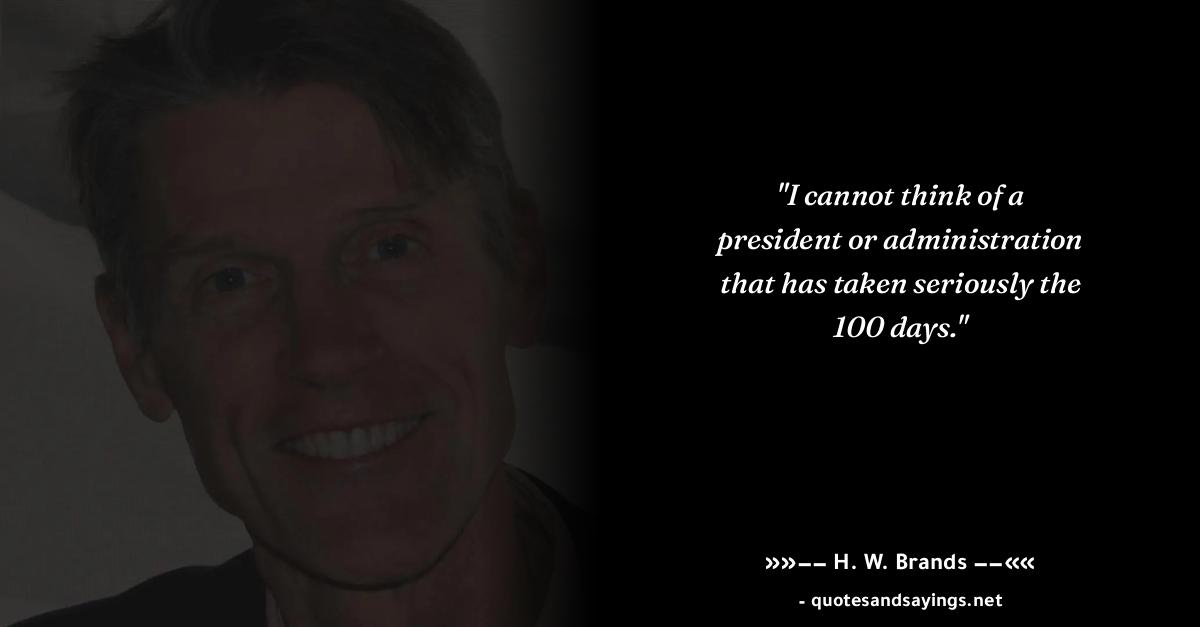 "I cannot think of a
president or administration
that has taken seriously the
100 days."
»»−− H. W. Brands −−««
- quotesandsayings.net